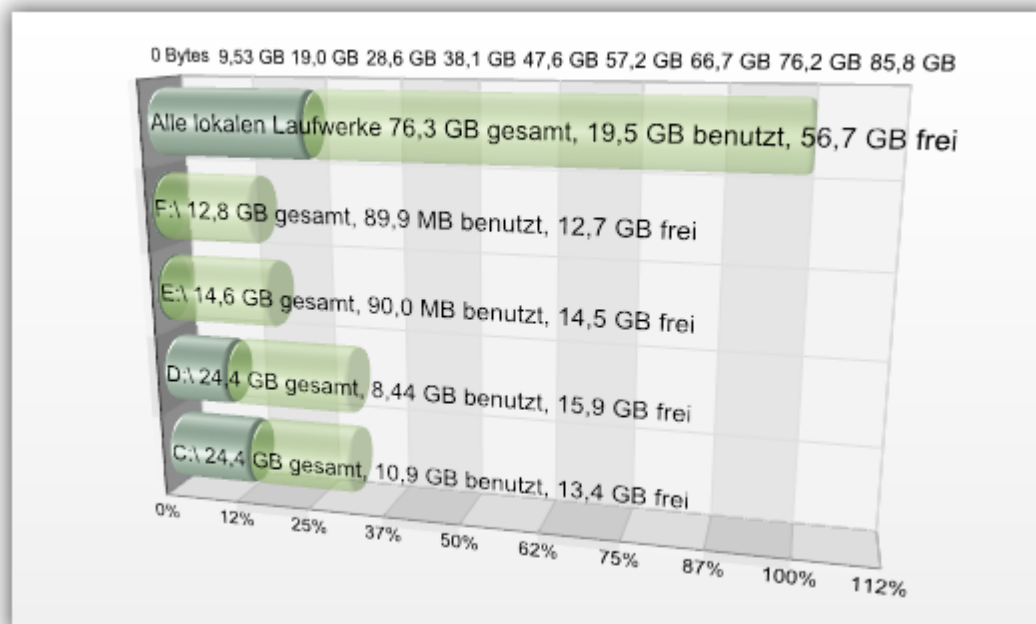 0 Bytes 9,53 GB 19,0 GB 28,6 GB 38,1 GB 47,6 GB 57,2 GB 66,7 GB 76,2 GB 85,8 GB
Alle lokalen Laufwerke 76,3 GB gesamt, 19,5 GB benutzt, 56,7 GB frei
F:\ 12,8 GB gesamt, 89,9 MB benutzt, 12,7 GB frei
E:\ 14,6 GB gesamt, 90,0 MB benutzt, 14,5 GB frei
D:\ 24,4 GB gesamt, 8,44 GB benutzt, 15,9 GB frei
C:\ 24,4 GB gesamt, 10,9 GB benutzt, 13,4 GB frei
0% 12% 25% 37% 50% 62% 75% 87% 100% 112%